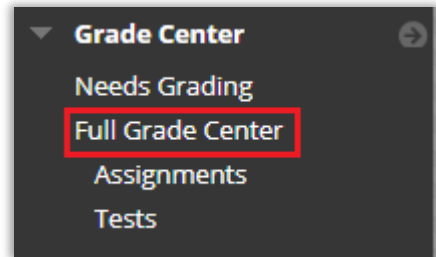 Grade Center
Needs Grading
Full Grade Center
Assignments
Tests